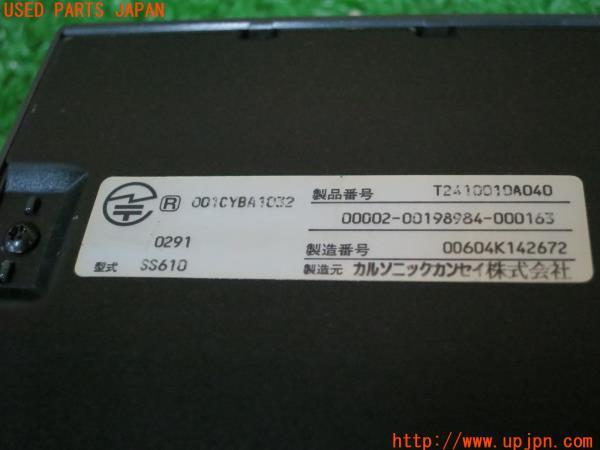 USED PARTS JAPAN
R 001CYBA1032
0291
型式 SS610
製品番号 T2410010A040
00002-00198984-000163
製造番号 00604K142672
製造元 カルソニックカンセイ株式会社
http://www.upjpn.com/